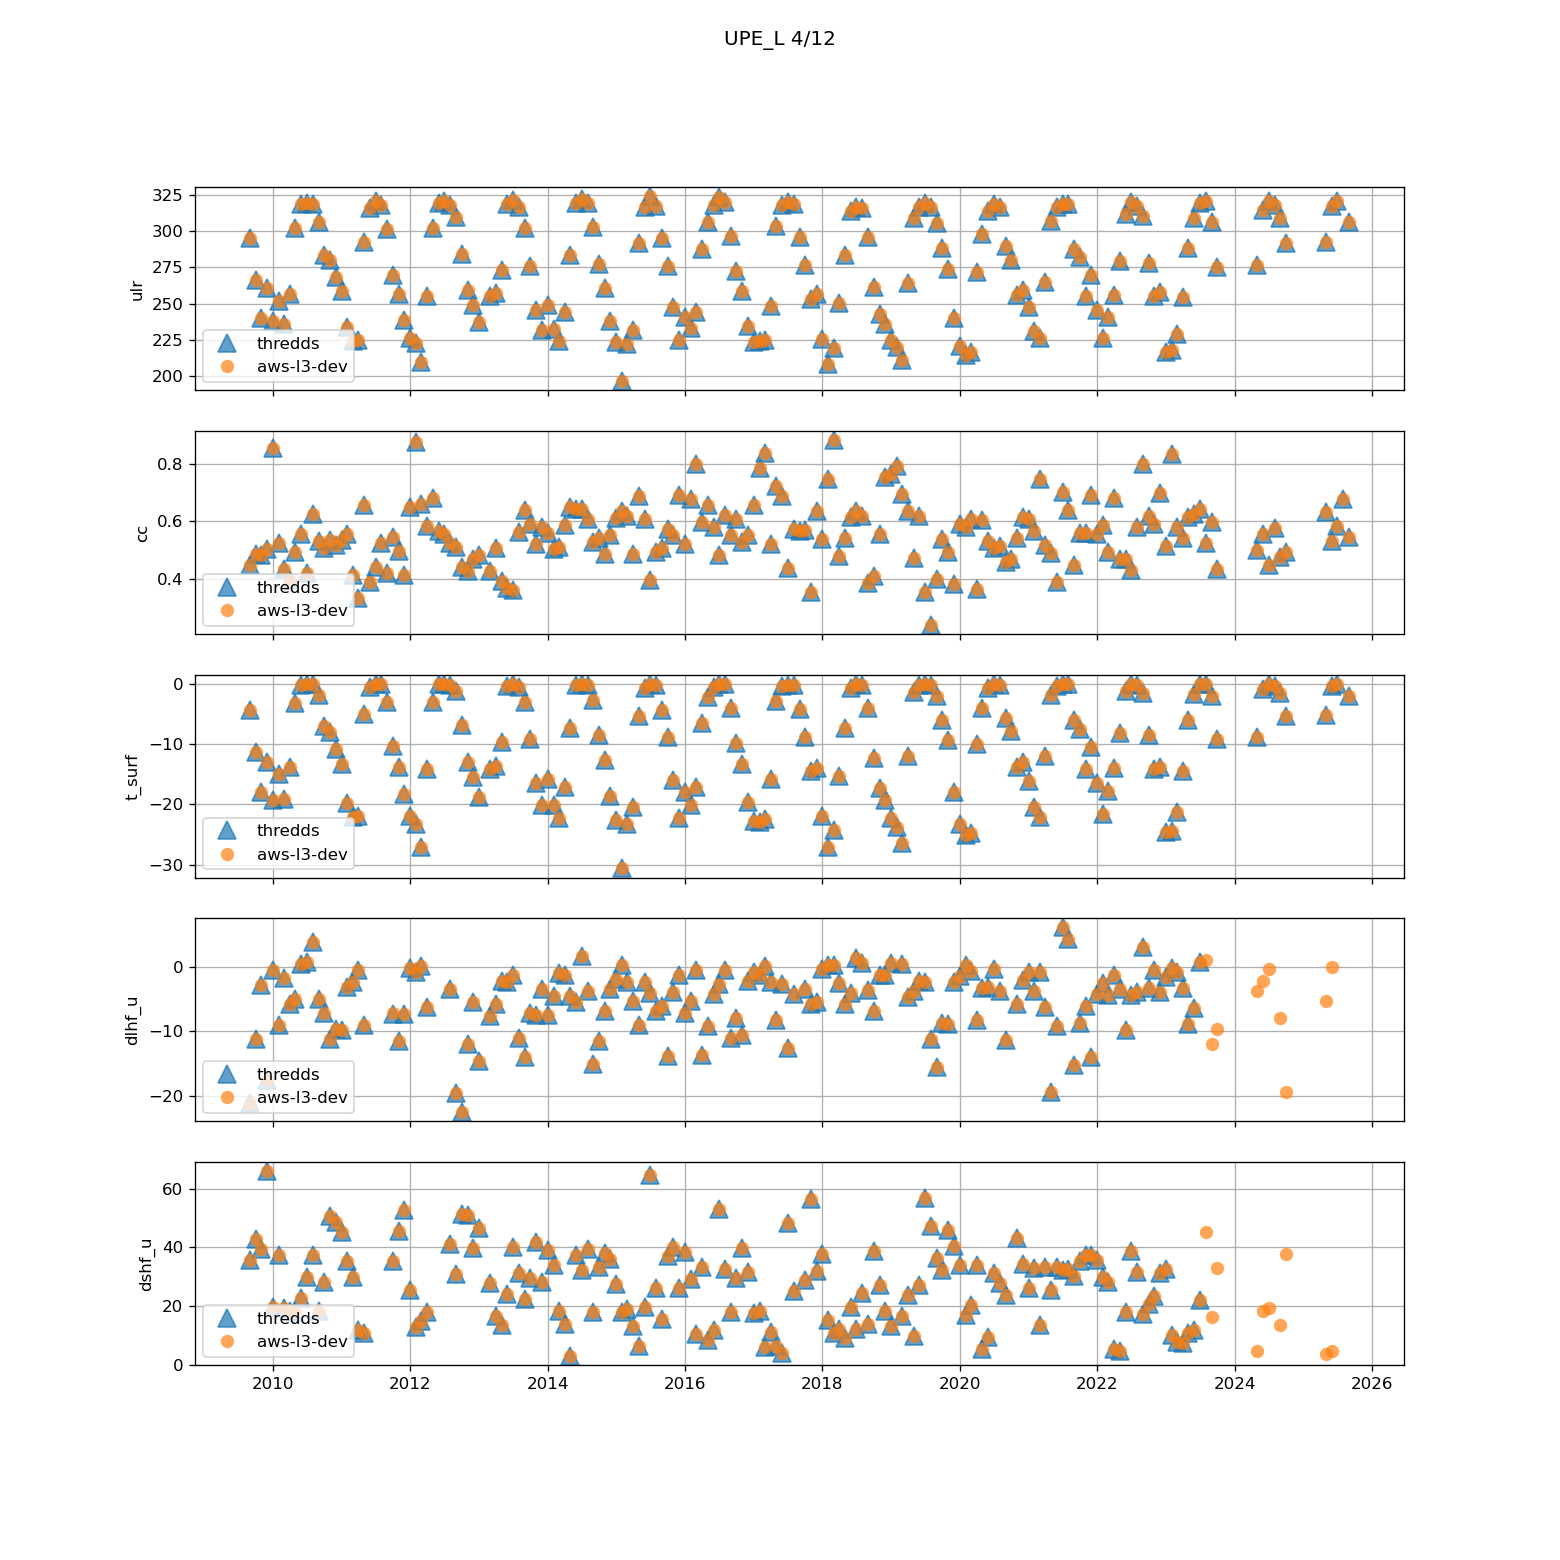 UPE_L 4/12
325
300
275
250
225
200
ulr
thredds
aws-l3-dev
0.8
0.6
0.4
cc
thredds
aws-l3-dev
0
−10
−20
−30
t_surf
thredds
aws-l3-dev
0
−10
−20
dlhf_u
thredds
aws-l3-dev
60
40
20
0
dshf_u
thredds
aws-l3-dev
2010 2012 2014 2016 2018 2020 2022 2024 2026